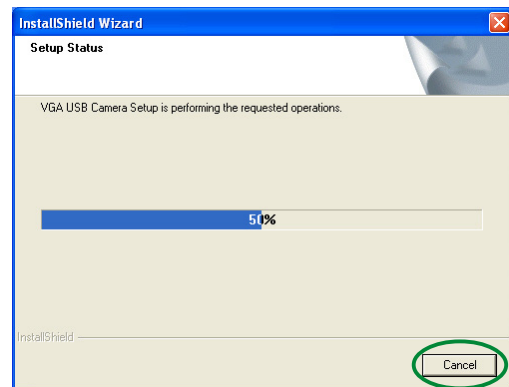 InstallShield Wizard
Setup Status
VGA USB Camera Setup is performing the requested operations.
50%
InstallShield
Cancel